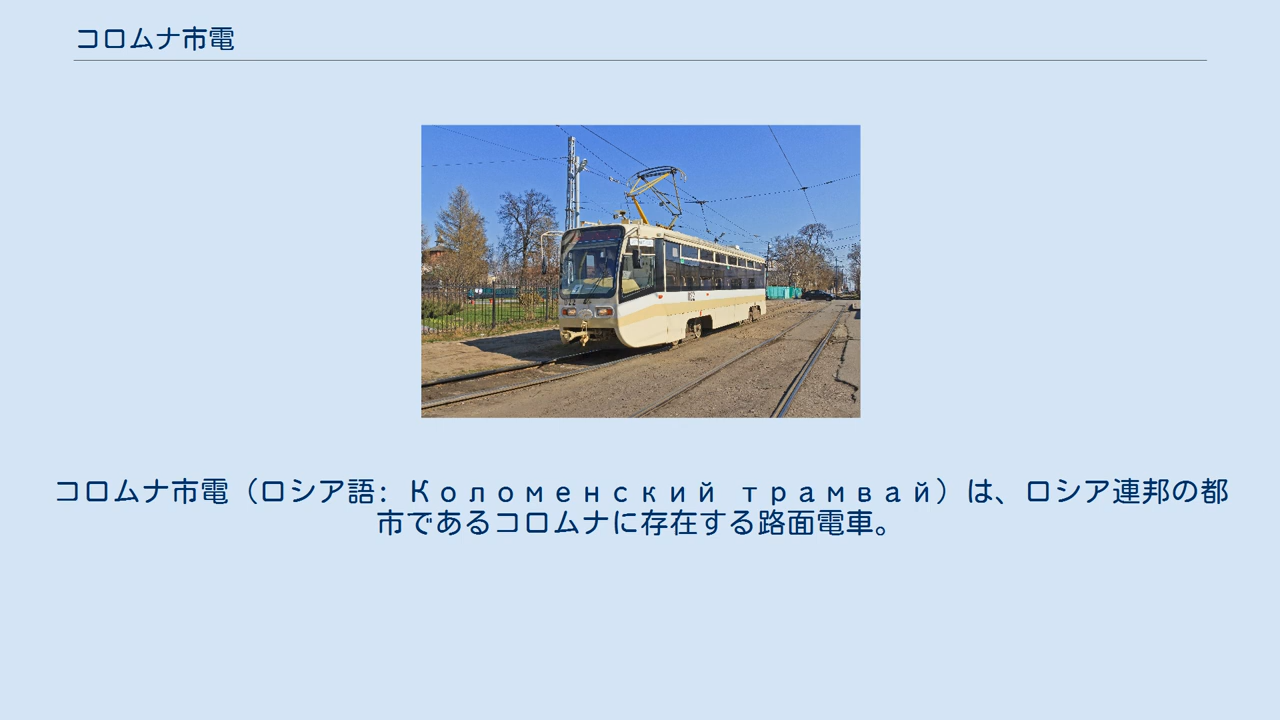 コロムナ市電
コロムナ市電（ロシア語: Коломенский трамвай）は、ロシア連邦の都
市であるコロムナに存在する路面電車。